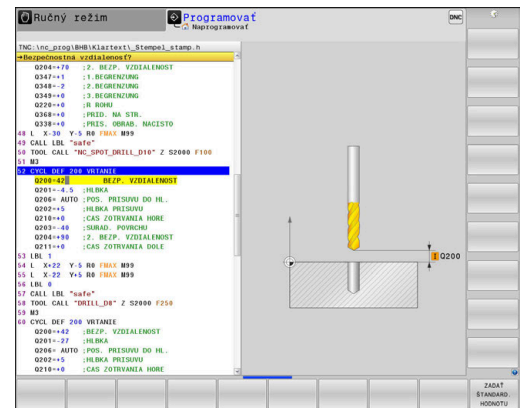 Ručný režim
Programovať
Naprogramovať
DNC
TNC:\nc_prog\BHB\Klartext\_Stempel_stamp.h
→Bezpečnostná vzdialenosť?
Q204=+70 ;2. BEZP. VZDIALENOST
Q347=+1 ;1.BEGRENZUNG
Q348=-2 ;2.BEGRENZUNG
Q349=+0 ;3.BEGRENZUNG
Q220=+0 ;R ROHU
Q368=+0 ;PRID. NA STR.
Q338=+0 ;PRIS. OBRAB. NACISTO
48 L X-30 Y-5 R0 FMAX M99
49 CALL LBL "safe"
50 TOOL CALL "NC_SPOT_DRILL_D10" Z S2000 F100
51 M3
52 CYCL DEF 200 VRTANIE
Q200=42 BEZP. VZDIALENOST
Q201=-4.5 ;HLBKA
Q206= AUTO ;POS. PRISUVU DO HL.
Q202=+5 ;HLBKA PRISUVU
Q210=+0 ;CAS ZOTRVANIA HORE
Q203=-40 ;SURAD. POVRCHU
Q204=+90 ;2. BEZP. VZDIALENOST
Q211=+0 ;CAS ZOTRVANIA DOLE
53 LBL 1
54 L X+22 Y-5 R0 FMAX M99
55 L X-22 Y+5 R0 FMAX M99
56 LBL 0
57 CALL LBL "safe"
58 TOOL CALL "DRILL_D8" Z S2000 F250
59 M3
60 CYCL DEF 200 VRTANIE
Q200=+42 ;BEZP. VZDIALENOST
Q201=-27 ;HLBKA
Q206= AUTO ;POS. PRISUVU DO HL.
Q202=+5 ;HLBKA PRISUVU
Q210=+0 ;CAS ZOTRVANIA HORE
Q200
ZADAŤ
ŠTANDARD.
HODNOTU